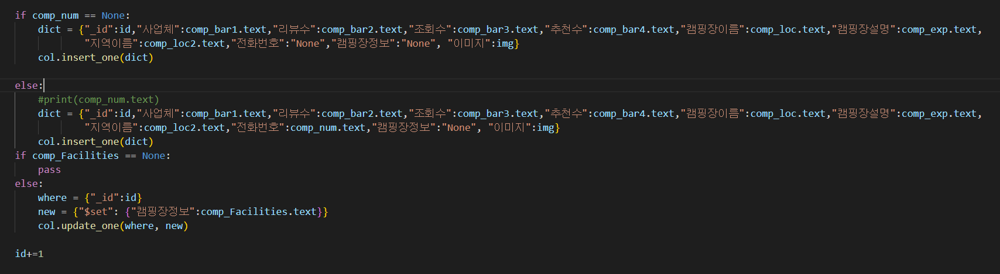 if comp_num == None:
dict = {"_id":id,"사업체":comp_bar1.text,"리뷰수":comp_bar2.text,"조회수":comp_bar3.text,"추천수":comp_bar4.text,"캠핑장이름":comp_loc.text,"캠핑장설명":comp_exp.text,
"지역이름":comp_loc2.text,"전화번호":"None","캠핑장정보":"None", "이미지":img}
col.insert_one(dict)
else:
#print(comp_num.text)
dict = {"_id":id,"사업체":comp_bar1.text,"리뷰수":comp_bar2.text,"조회수":comp_bar3.text,"추천수":comp_bar4.text,"캠핑장이름":comp_loc.text,"캠핑장설명":comp_exp.text,
"지역이름":comp_loc2.text,"전화번호":comp_num.text,"캠핑장정보":"None", "이미지":img}
col.insert_one(dict)
if comp_Facilities == None:
pass
else:
where = {"_id":id}
new = {"$set": {"캠핑장정보":comp_Facilities.text}}
col.update_one(where, new)
id+=1